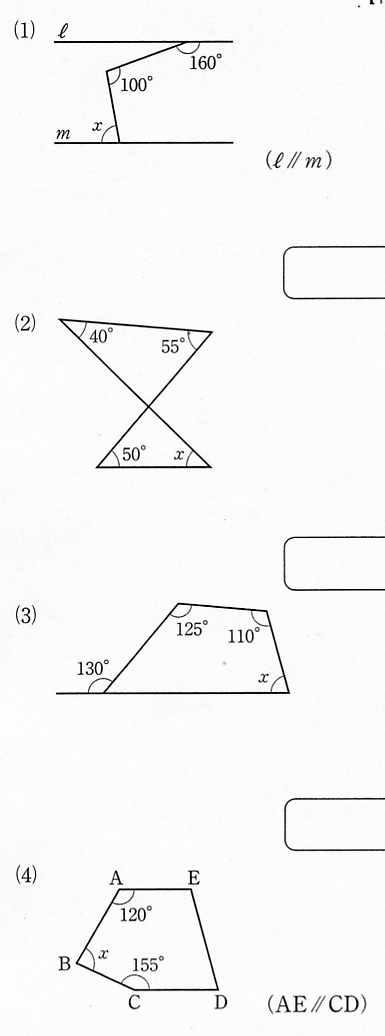 (1) ℓ
160°
100°
x
m
(ℓ // m)
(2)
40°
55°
50° x
(3)
125°
110°
130°
x
(4)
A E
120°
B x 155°
C D (AE // CD)